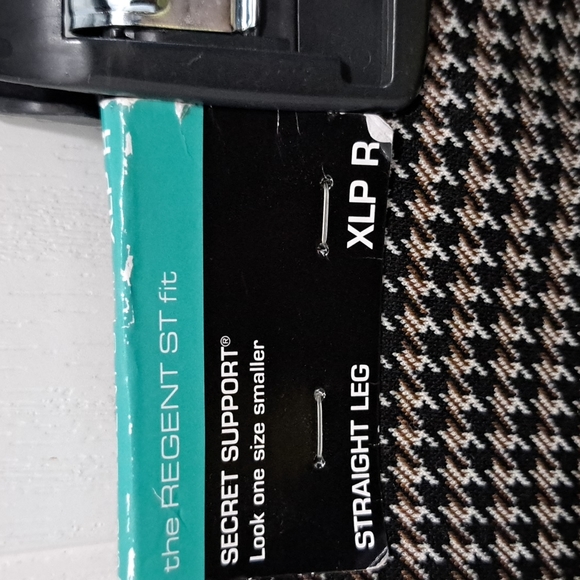 the REGENT ST fit
SECRET SUPPORT®
Look one size smaller
STRAIGHT LEG XLP R